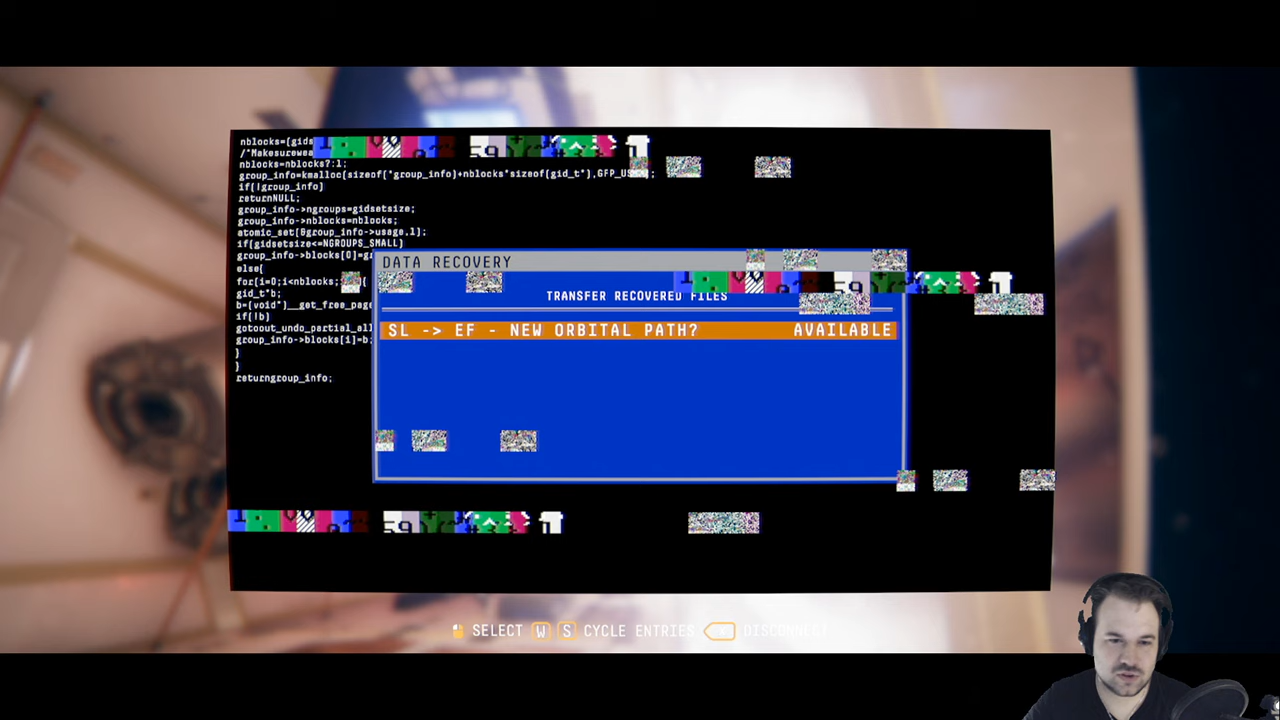 nblocks=(gids
/*Makesurewea
nblocks=nblocks?:1;
group_info=kmalloc(sizeof(*group_info)+nblocks*sizeof(gid_t),GFP_US
if(!group_info)
returnNULL;
group_info->ngroups=gidsetsize;
group_info->nblocks=nblocks;
atomic_set(&group_info->usage,1);
if(gidsetsize<=NGROUPS_SMALL)
group_info->blocks[0]=g
else{
for(i=0;i<nblocks;
gid_t*b;
b=(void*)__get_free_page
if(!b)
gotoout_undo_partial_all
group_info->blocks[i]=b;
}
}
returngroup_info;
DATA RECOVERY
TRANSFER RECOVERED FILES
SL -> EF - NEW ORBITAL PATH? AVAILABLE
SELECT W S CYCLE ENTRIES DISCONNECT